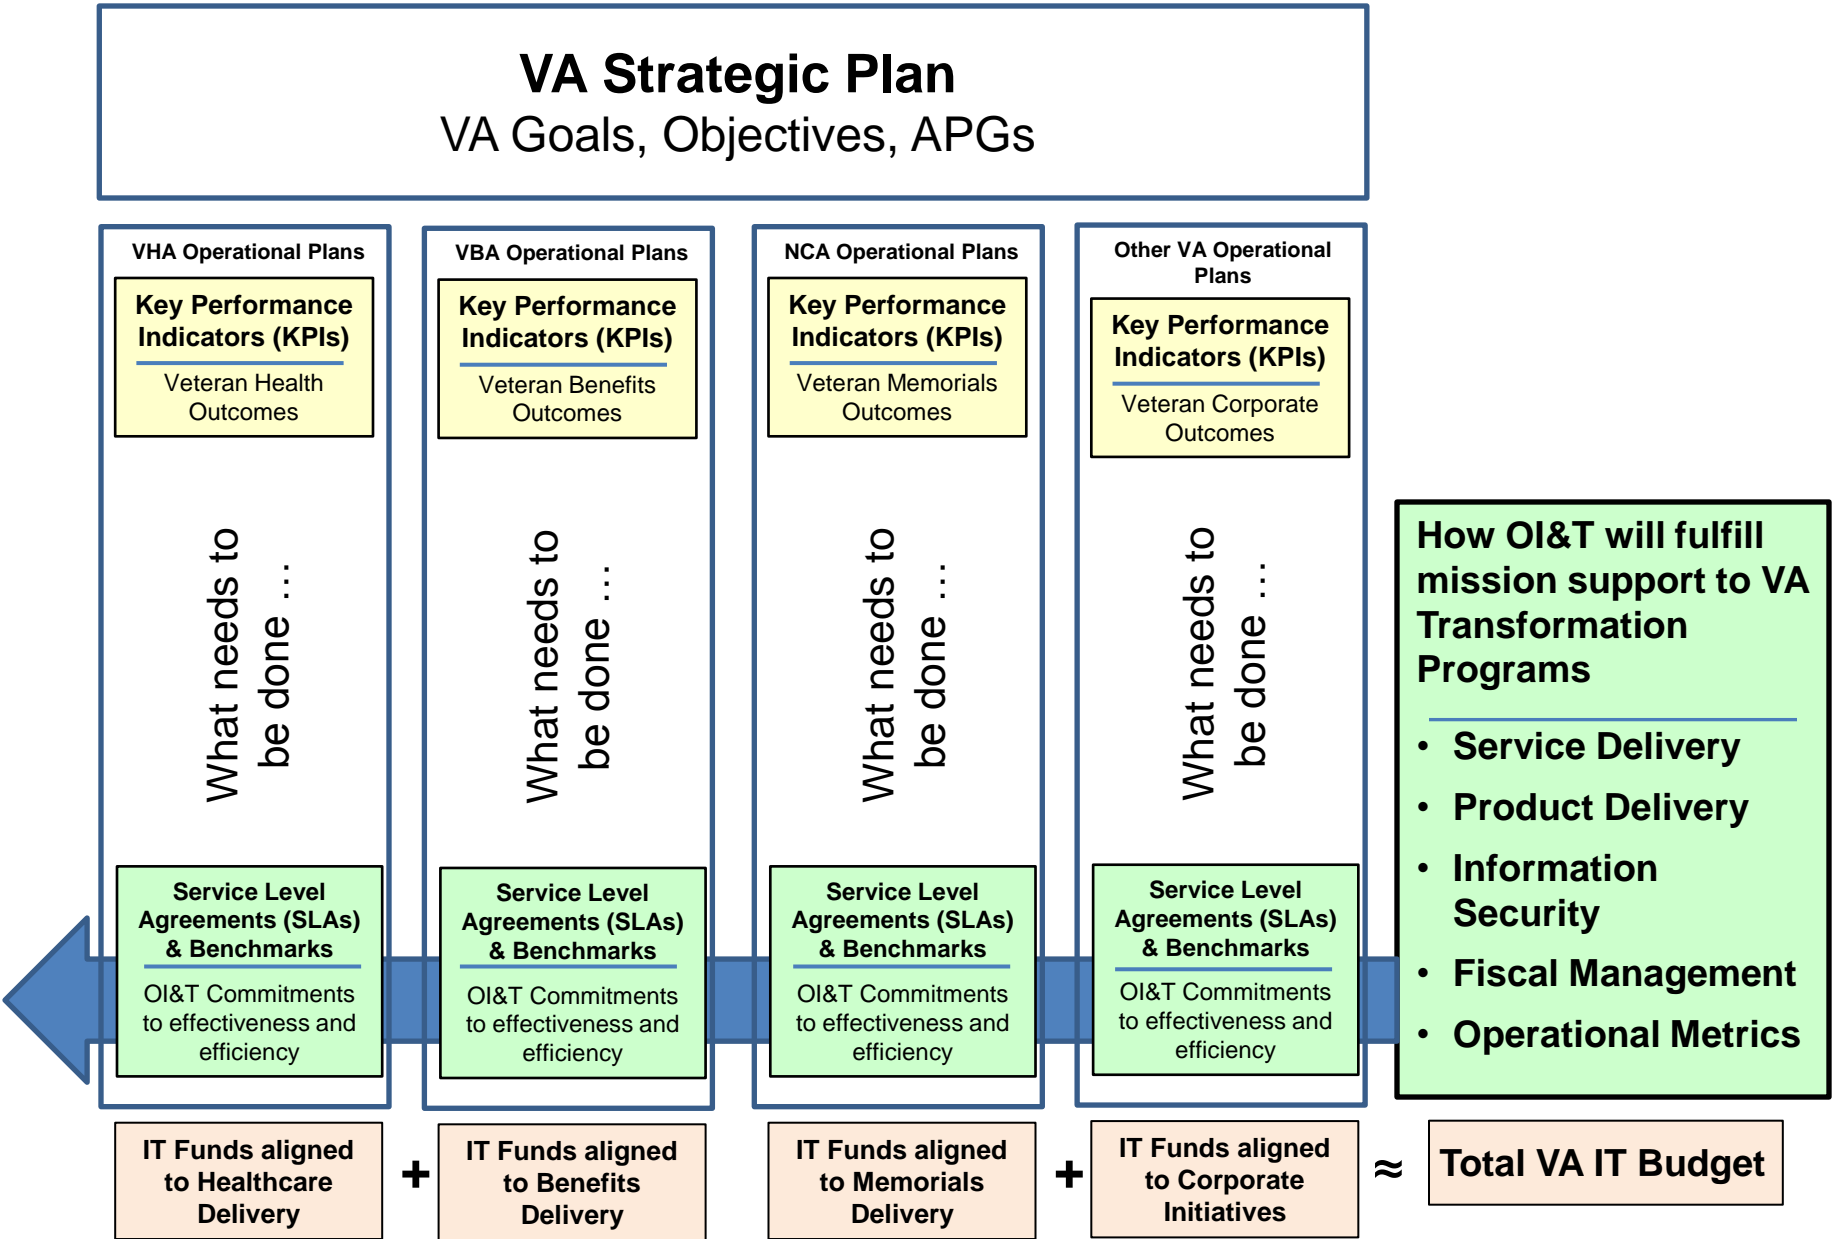 VA Strategic Plan
VA Goals, Objectives, APGs
VHA Operational Plans
Key Performance
Indicators (KPIs)
Veteran Health
Outcomes
What needs to
be done …
Service Level
Agreements (SLAs)
& Benchmarks
OI&T Commitments
to effectiveness and
efficiency
VBA Operational Plans
Key Performance
Indicators (KPIs)
Veteran Benefits
Outcomes
What needs to
be done …
Service Level
Agreements (SLAs)
& Benchmarks
OI&T Commitments
to effectiveness and
efficiency
NCA Operational Plans
Key Performance
Indicators (KPIs)
Veteran Memorials
Outcomes
What needs to
be done …
Service Level
Agreements (SLAs)
& Benchmarks
OI&T Commitments
to effectiveness and
efficiency
Other VA Operational
Plans
Key Performance
Indicators (KPIs)
Veteran Corporate
Outcomes
What needs to
be done …
Service Level
Agreements (SLAs)
& Benchmarks
OI&T Commitments
to effectiveness and
efficiency
How OI&T will fulfill
mission support to VA
Transformation
Programs
• Service Delivery
• Product Delivery
• Information
Security
• Fiscal Management
• Operational Metrics
IT Funds aligned
to Healthcare
Delivery
+
IT Funds aligned
to Benefits
Delivery
IT Funds aligned
to Memorials
Delivery
+
IT Funds aligned
to Corporate
Initiatives
≈
Total VA IT Budget